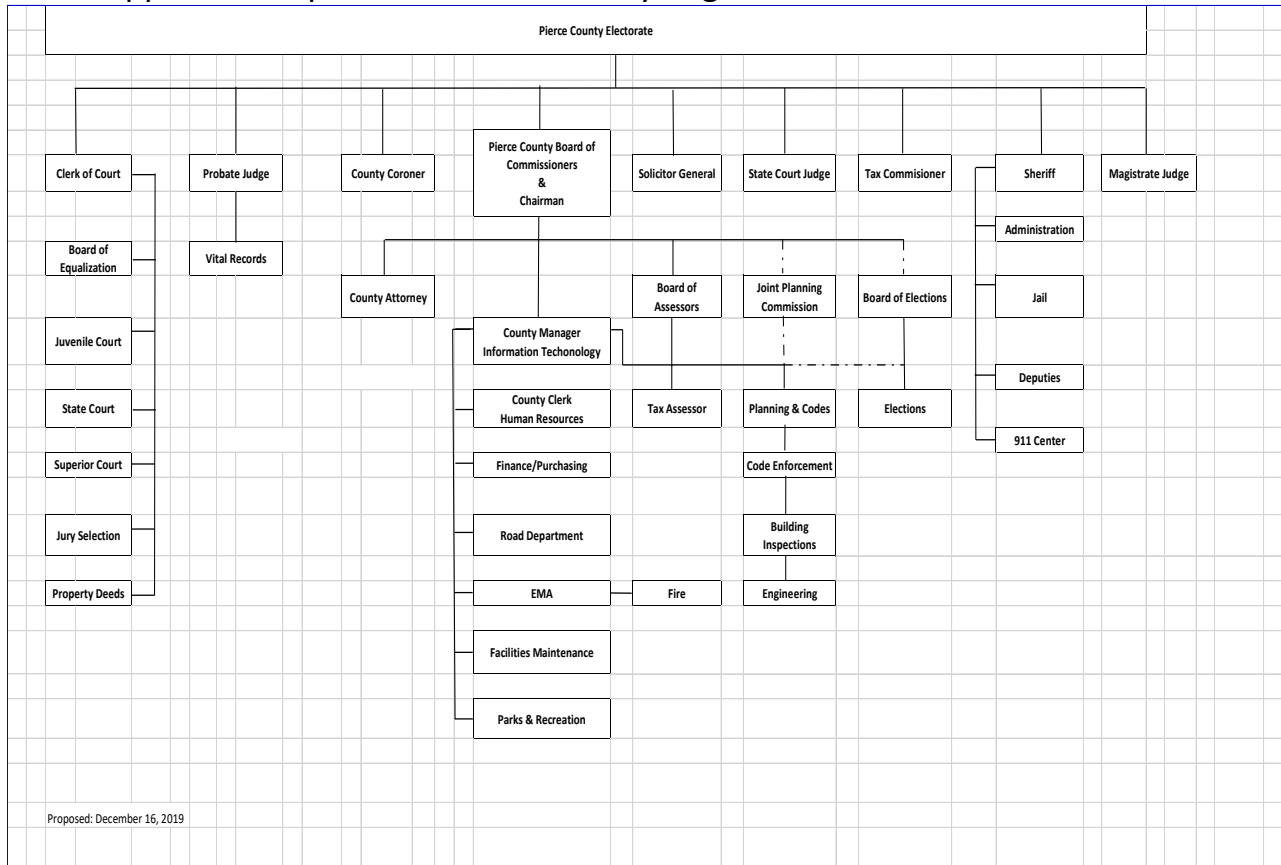 Pierce County Electorate
Clerk of Court
Probate Judge
County Coroner
Pierce County Board of
Commissioners
&
Chairman
Solicitor General
State Court Judge
Tax Commisioner
Sheriff
Magistrate Judge
Administration
Board of
Equalization
Vital Records
County Attorney
Board of
Assessors
Joint Planning
Commission
Board of Elections
Jail
Juvenile Court
County Manager
Information Techonology
Deputies
State Court
County Clerk
Human Resources
Tax Assessor
Planning & Codes
Elections
911 Center
Superior Court
Finance/Purchasing
Code Enforcement
Jury Selection
Road Department
Building
Inspections
Property Deeds
EMA
Fire
Engineering
Facilities Maintenance
Parks & Recreation
Proposed: December 16, 2019